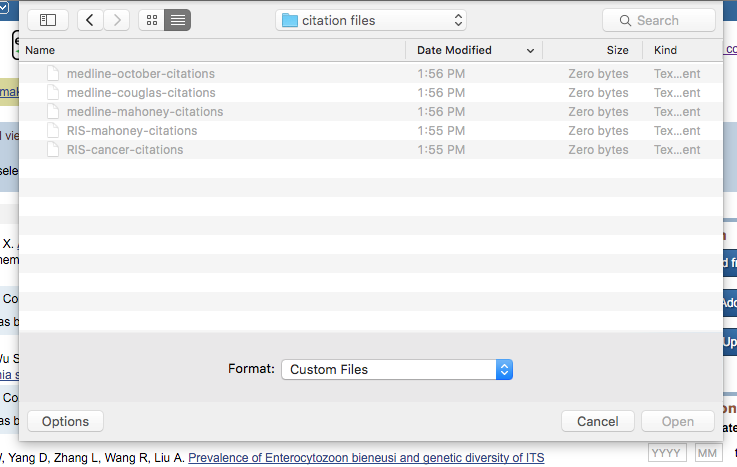 citation files
Search
Name Date Modified Size Kind
medline-october-citations 1:56 PM Zero bytes Tex...ent
medline-couglas-citations 1:56 PM Zero bytes Tex...ent
medline-mahoney-citations 1:56 PM Zero bytes Tex...ent
RIS-mahoney-citations 1:55 PM Zero bytes Tex...ent
RIS-cancer-citations 1:55 PM Zero bytes Tex...ent
X.
Co
as b
Format: Custom Files
Co
as b
Options Cancel Open
, Yang D, Zhang L, Wang R, Liu A. Prevalence of Enterocytozoon bieneusi and genetic diversity of ITS
YYYY MM